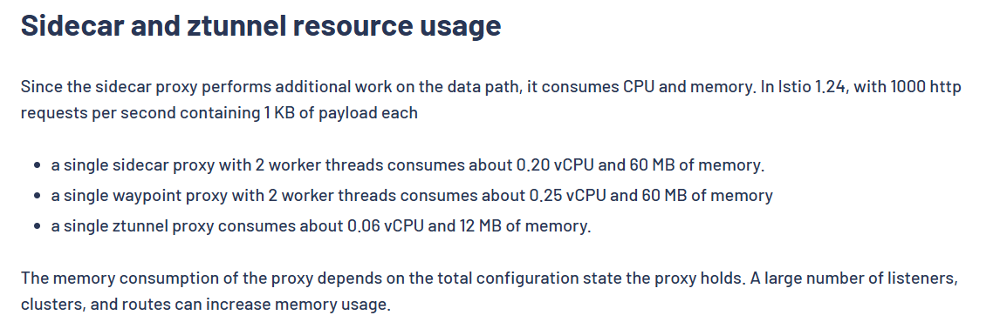 Sidecar and ztunnel resource usage
Since the sidecar proxy performs additional work on the data path, it consumes CPU and memory. In Istio 1.24, with 1000 http
requests per second containing 1 KB of payload each
• a single sidecar proxy with 2 worker threads consumes about 0.20 vCPU and 60 MB of memory.
• a single waypoint proxy with 2 worker threads consumes about 0.25 vCPU and 60 MB of memory
• a single ztunnel proxy consumes about 0.06 vCPU and 12 MB of memory.
The memory consumption of the proxy depends on the total configuration state the proxy holds. A large number of listeners,
clusters, and routes can increase memory usage.